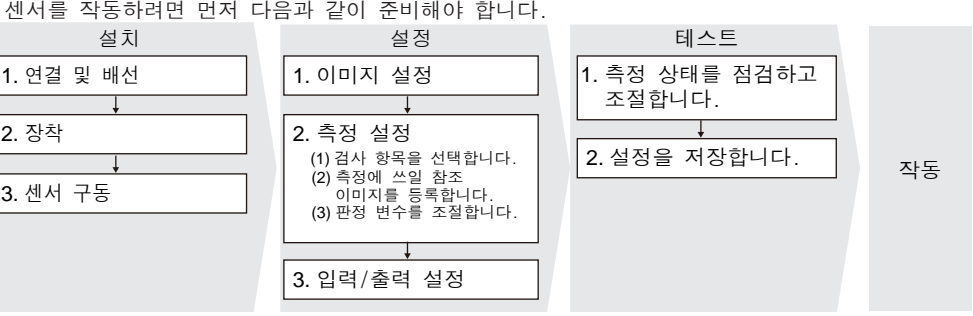 센서를 작동하려면 먼저 다음과 같이 준비해야 합니다.
설치
1. 연결 및 배선
2. 장착
3. 센서 구동
설정
1. 이미지 설정
2. 측정 설정
(1) 검사 항목을 선택합니다.
(2) 측정에 쓰일 참조
이미지를 등록합니다.
(3) 판정 변수를 조절합니다.
3. 입력/출력 설정
테스트
1. 측정 상태를 점검하고
조절합니다.
2. 설정을 저장합니다.
작동